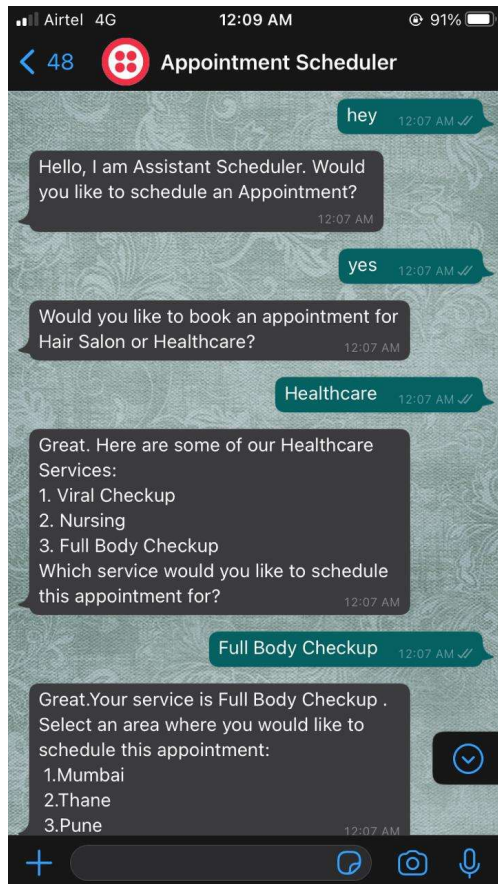 Airtel 4G 12:09 AM 91%
48 Appointment Scheduler
hey 12:07 AM
Hello, I am Assistant Scheduler. Would
you like to schedule an Appointment?
12:07 AM
yes 12:07 AM
Would you like to book an appointment for
Hair Salon or Healthcare? 12:07 AM
Healthcare 12:07 AM
Great. Here are some of our Healthcare
Services:
1. Viral Checkup
2. Nursing
3. Full Body Checkup
Which service would you like to schedule
this appointment for? 12:07 AM
Full Body Checkup 12:07 AM
Great.Your service is Full Body Checkup .
Select an area where you would like to
schedule this appointment:
1.Mumbai
2.Thane
3.Pune 12:07 AM